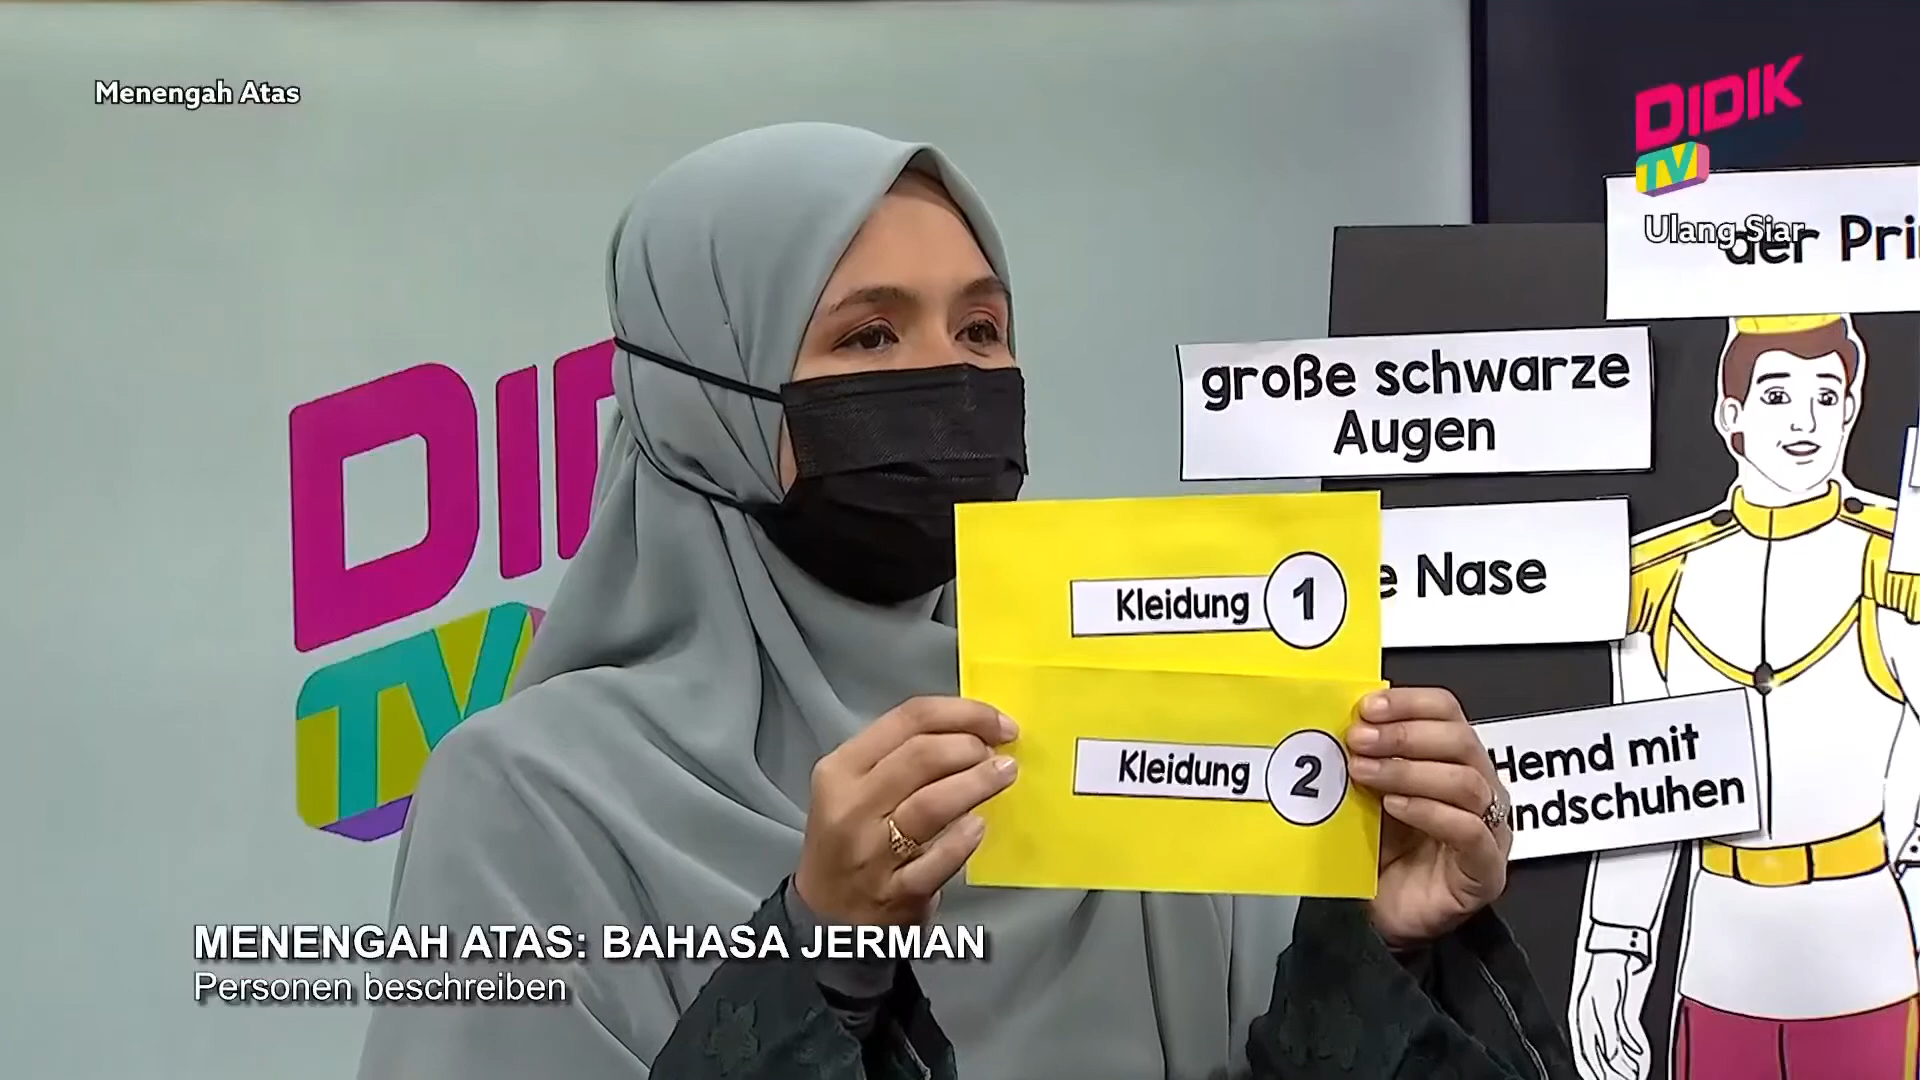 Menengah Atas
DIDIK
TV
Ulang Siar
der Pri
große schwarze
Augen
e Nase
Hemd mit
ndschuhen
Kleidung 1
Kleidung 2
DI
TV
MENENGAH ATAS: BAHASA JERMAN
Personen beschreiben